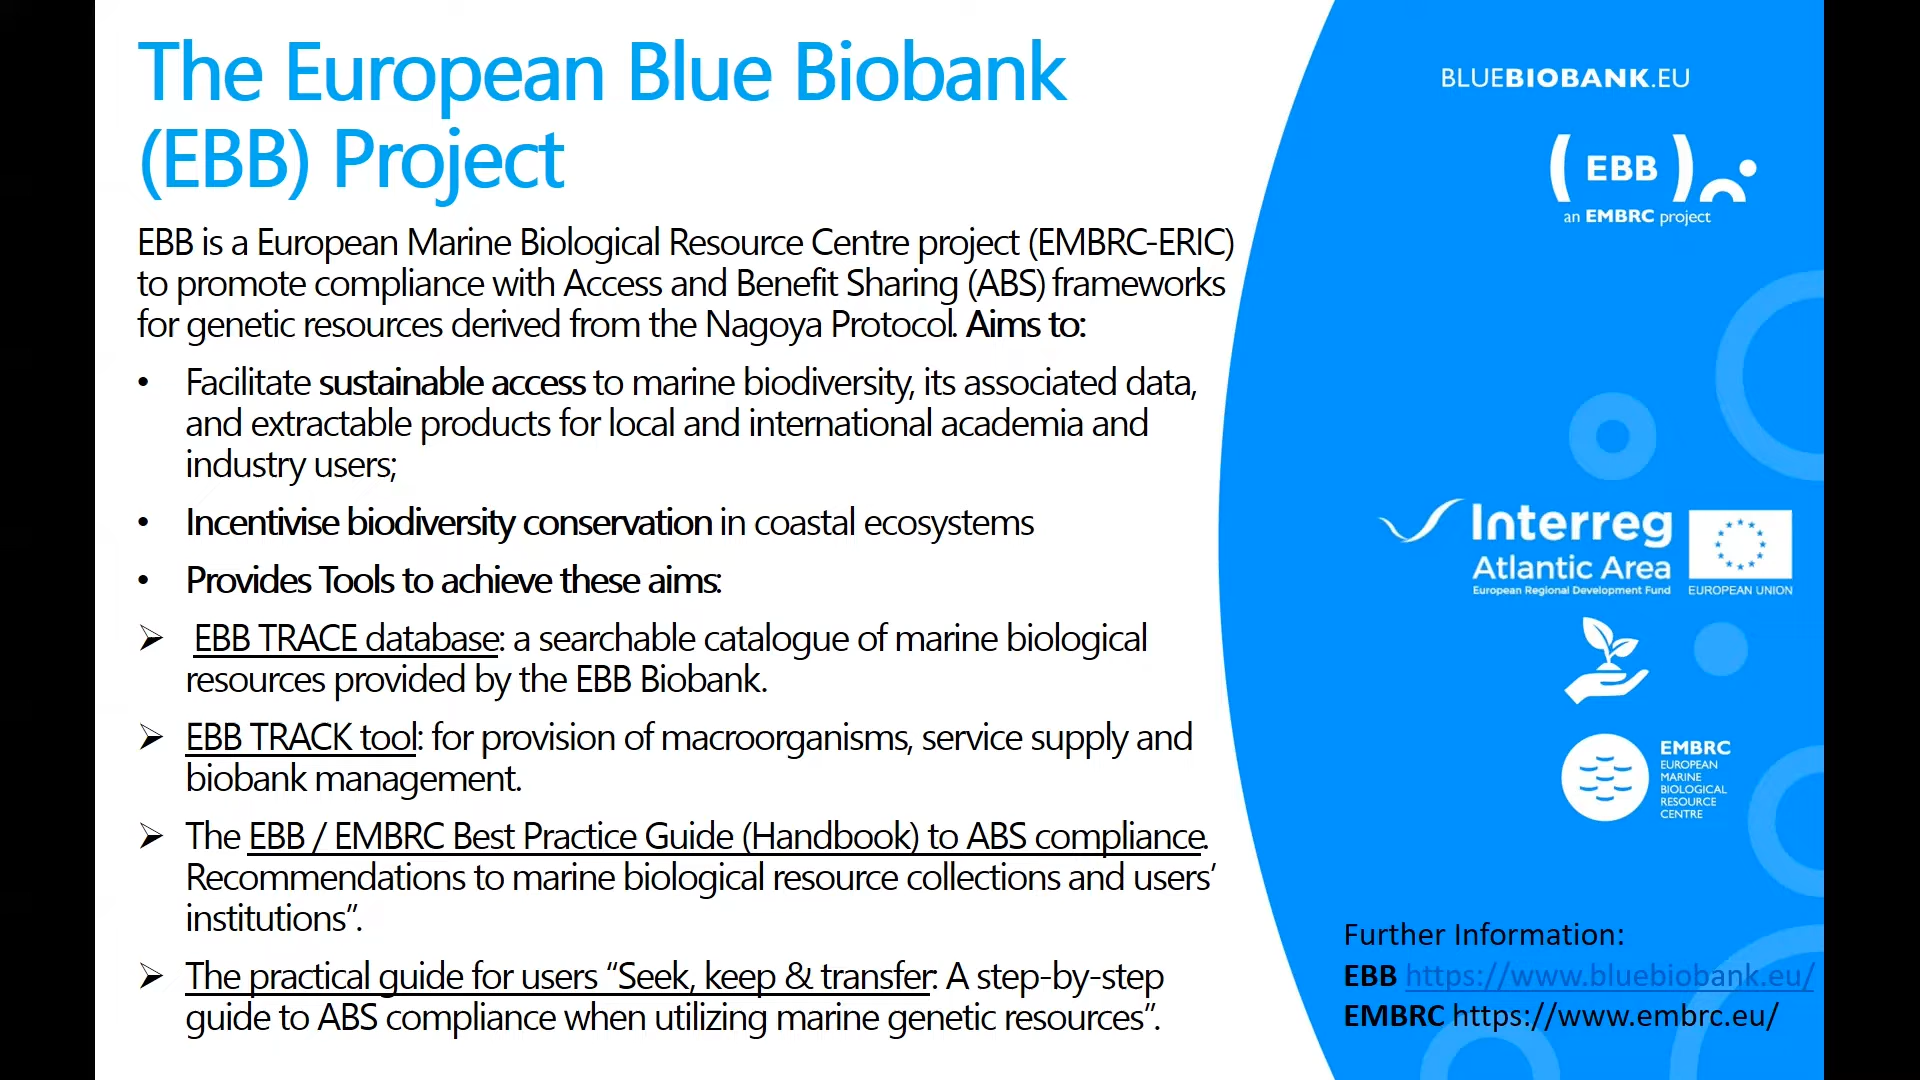 The European Blue Biobank
(EBB) Project
EBB is a European Marine Biological Resource Centre project (EMBRC-ERIC)
to promote compliance with Access and Benefit Sharing (ABS) frameworks
for genetic resources derived from the Nagoya Protocol. Aims to:
• Facilitate sustainable access to marine biodiversity, its associated data,
and extractable products for local and international academia and
industry users;
• Incentivise biodiversity conservation in coastal ecosystems
• Provides Tools to achieve these aims:
➢ EBB TRACE database: a searchable catalogue of marine biological
resources provided by the EBB Biobank.
➢ EBB TRACK tool: for provision of macroorganisms, service supply and
biobank management.
➢ The EBB / EMBRC Best Practice Guide (Handbook) to ABS compliance.
Recommendations to marine biological resource collections and users’
institutions”.
➢ The practical guide for users “Seek, keep & transfer: A step-by-step
guide to ABS compliance when utilizing marine genetic resources”.
BLUEBIOBANK.EU
(EBB)
an EMBRC project
Interreg
Atlantic Area
European Regional Development Fund
EUROPEAN UNION
EMBRC
EUROPEAN
MARINE
BIOLOGICAL
RESOURCE
CENTRE
Further Information:
EBB https://www.bluebiobank.eu/
EMBRC https://www.embrc.eu/